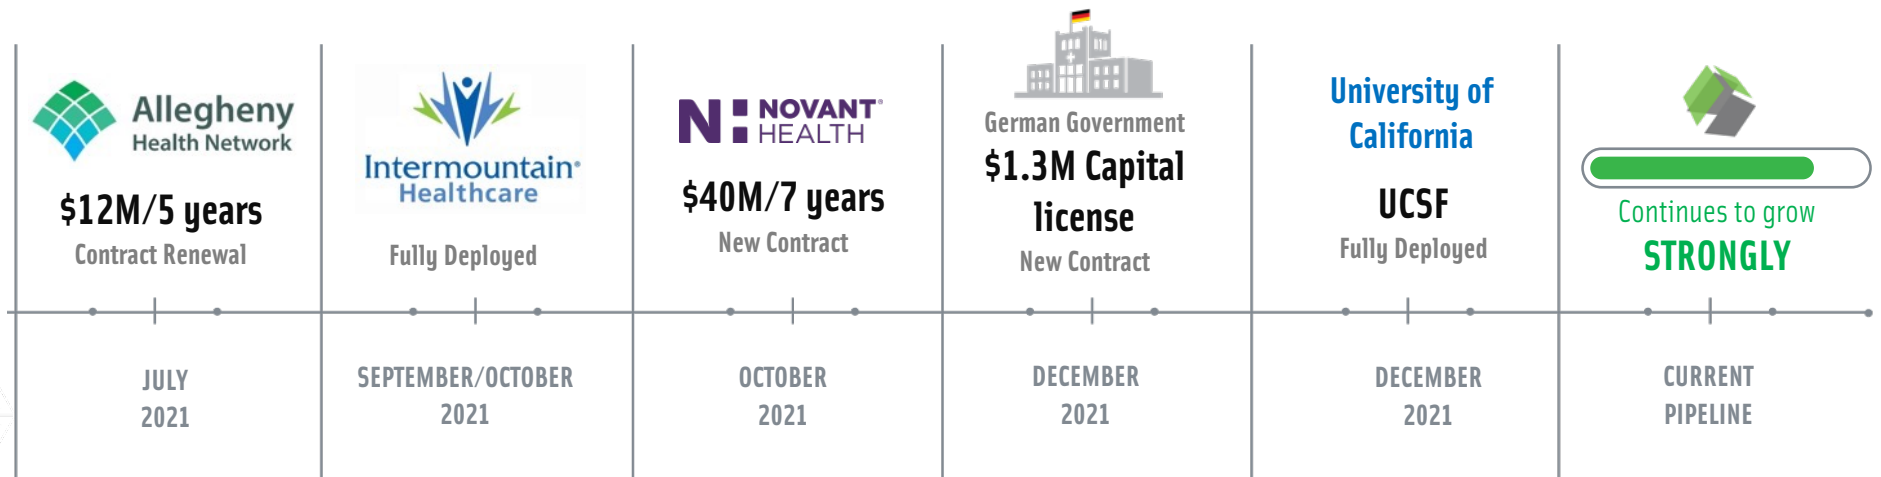 Allegheny
Health Network
$12M/5 years
Contract Renewal
JULY
2021
Intermountain®
Healthcare
Fully Deployed
SEPTEMBER/OCTOBER
2021
NOVANT®
HEALTH
$40M/7 years
New Contract
OCTOBER
2021
German Government
$1.3M Capital
license
New Contract
DECEMBER
2021
University of
California
UCSF
Fully Deployed
DECEMBER
2021
Continues to grow
STRONGLY
CURRENT
PIPELINE